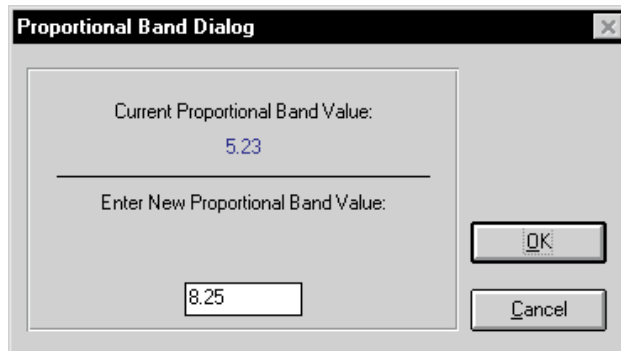 Proportional Band Dialog
Current Proportional Band Value:
5.23
Enter New Proportional Band Value:
8.25
OK
Cancel